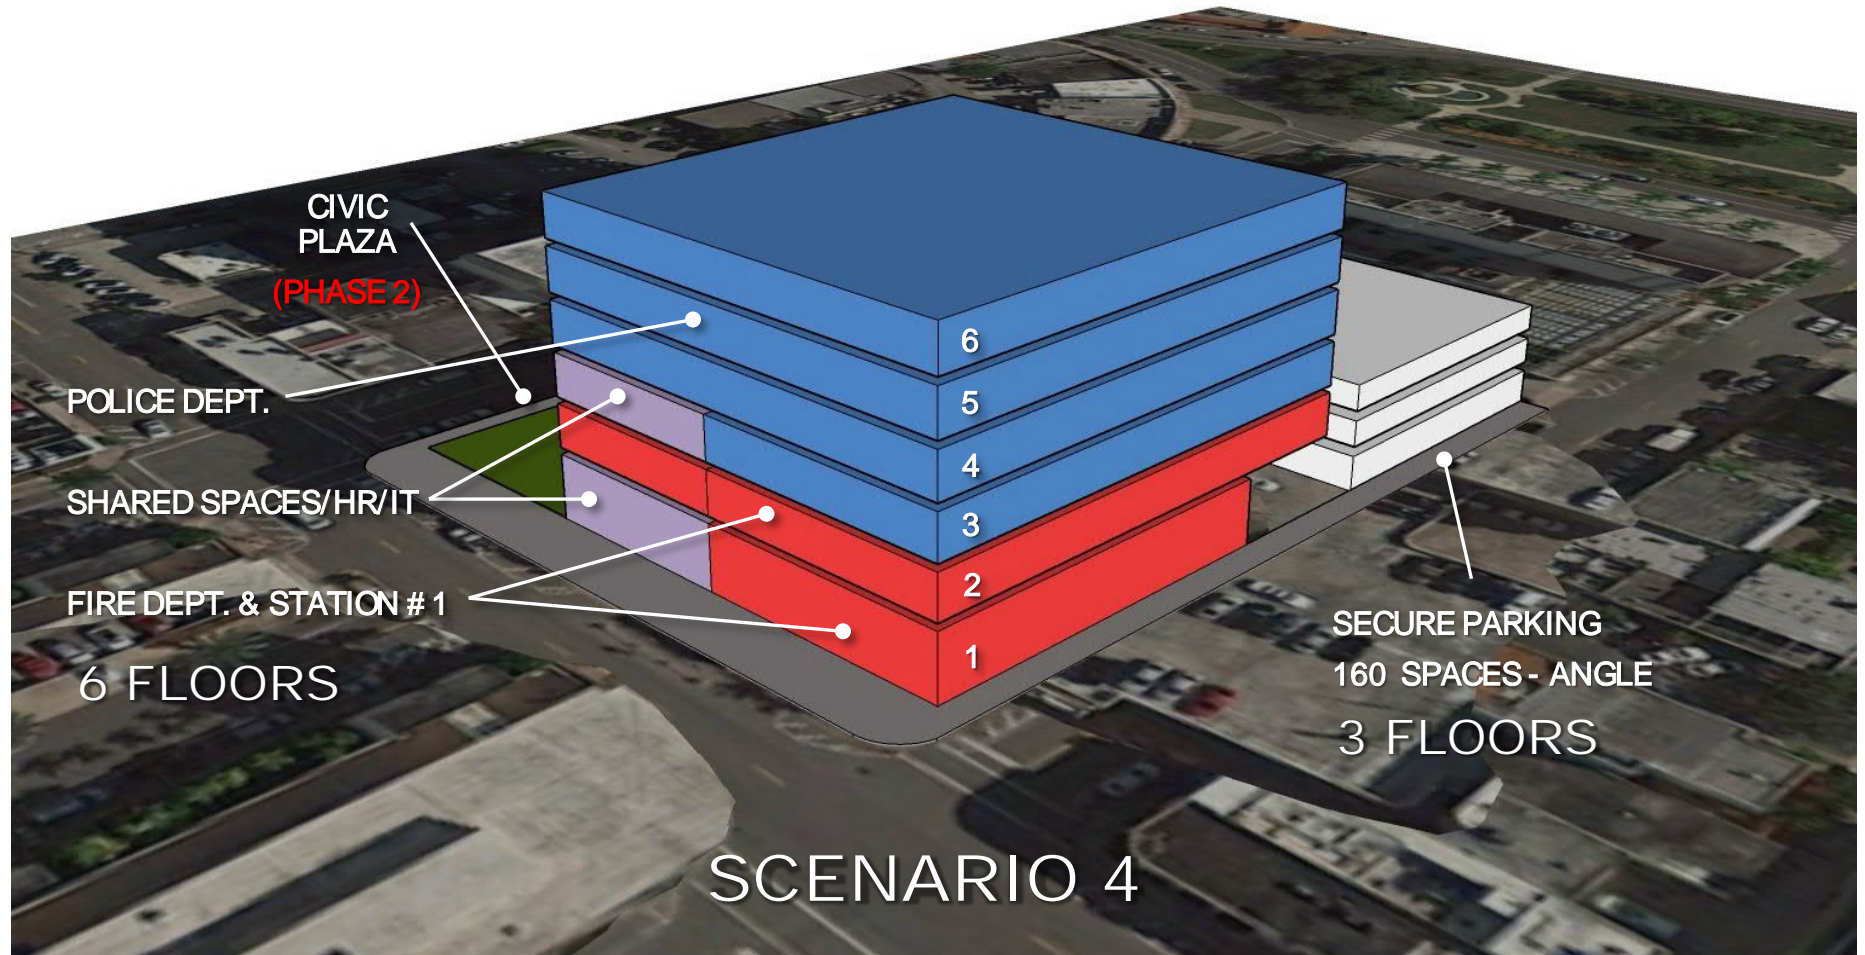 CIVIC
PLAZA
(PHASE 2)
POLICE DEPT.
SHARED SPACES/HR/IT
FIRE DEPT. & STATION #1
6 FLOORS
6
5
4
3
2
1
SECURE PARKING
160 SPACES - ANGLE
3 FLOORS
SCENARIO 4